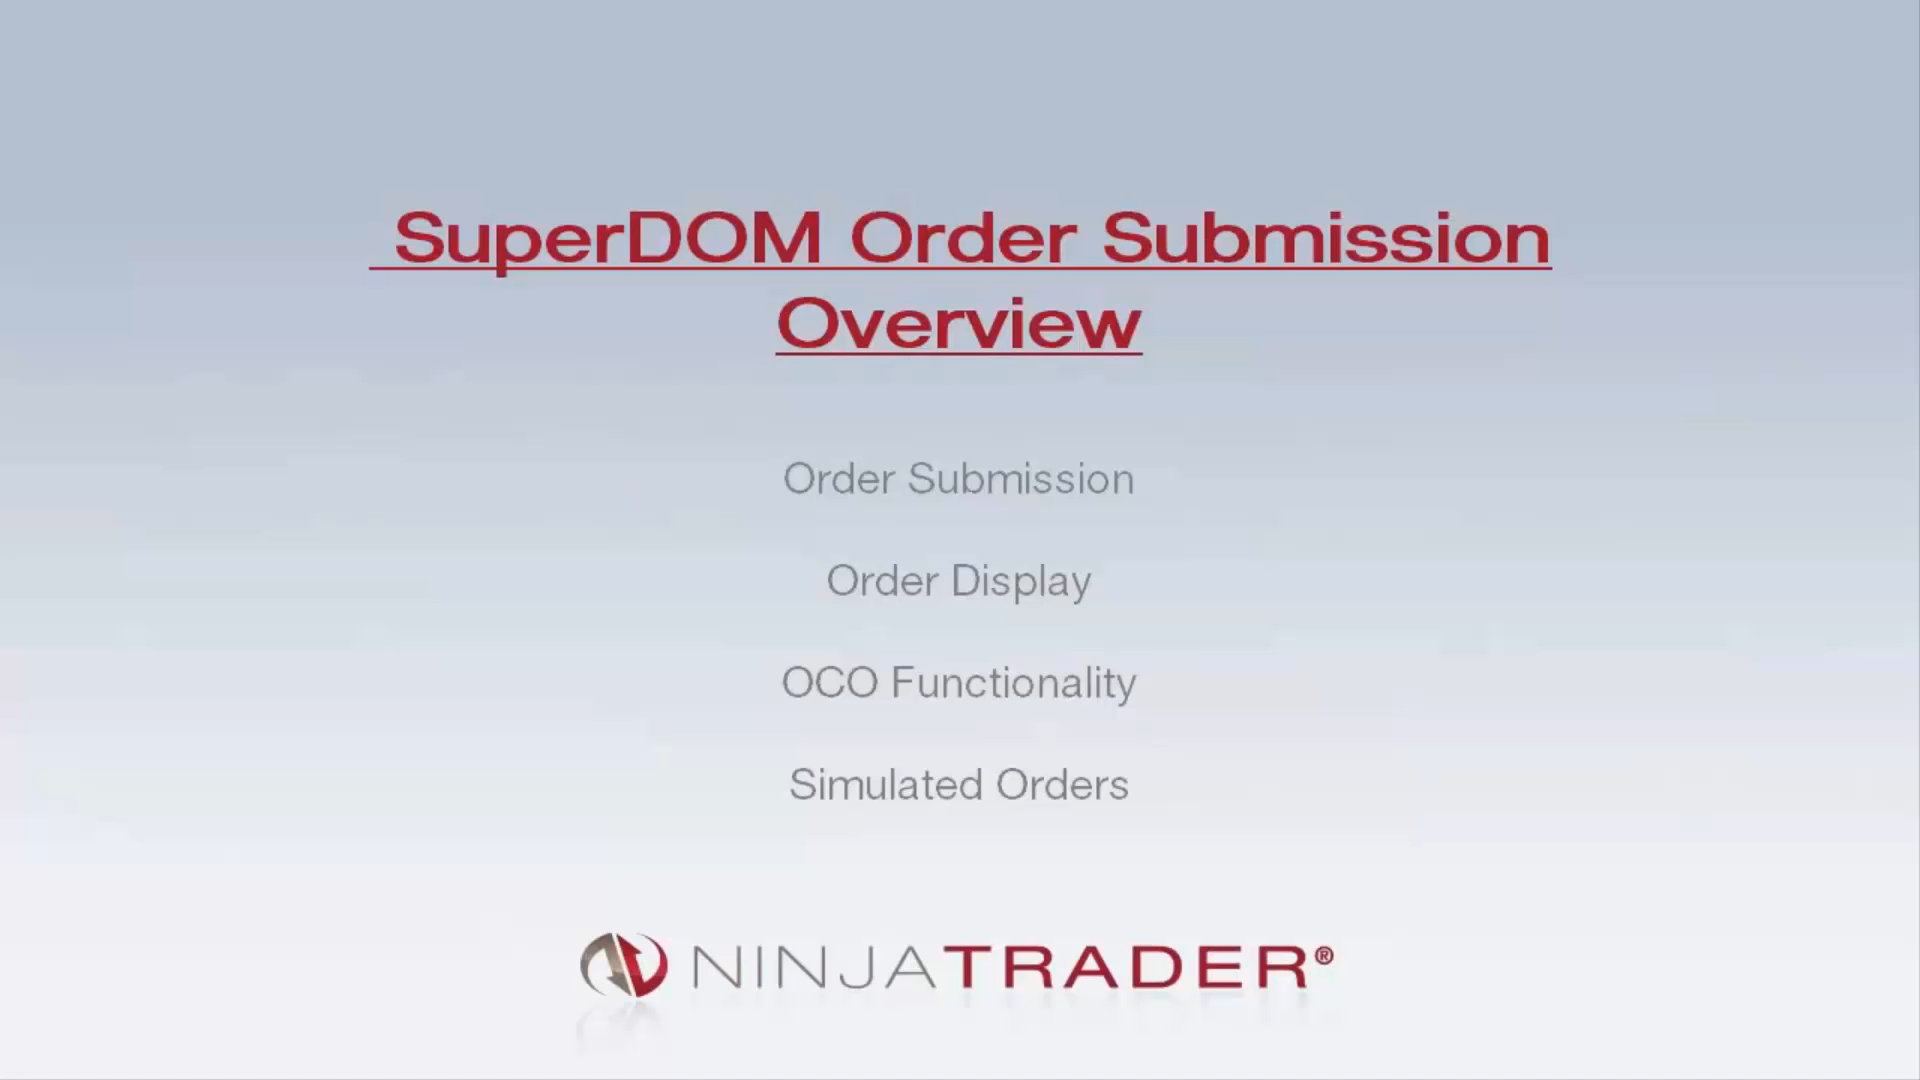 SuperDOM Order Submission
Overview
Order Submission
Order Display
OCO Functionality
Simulated Orders
NINJATRADER®